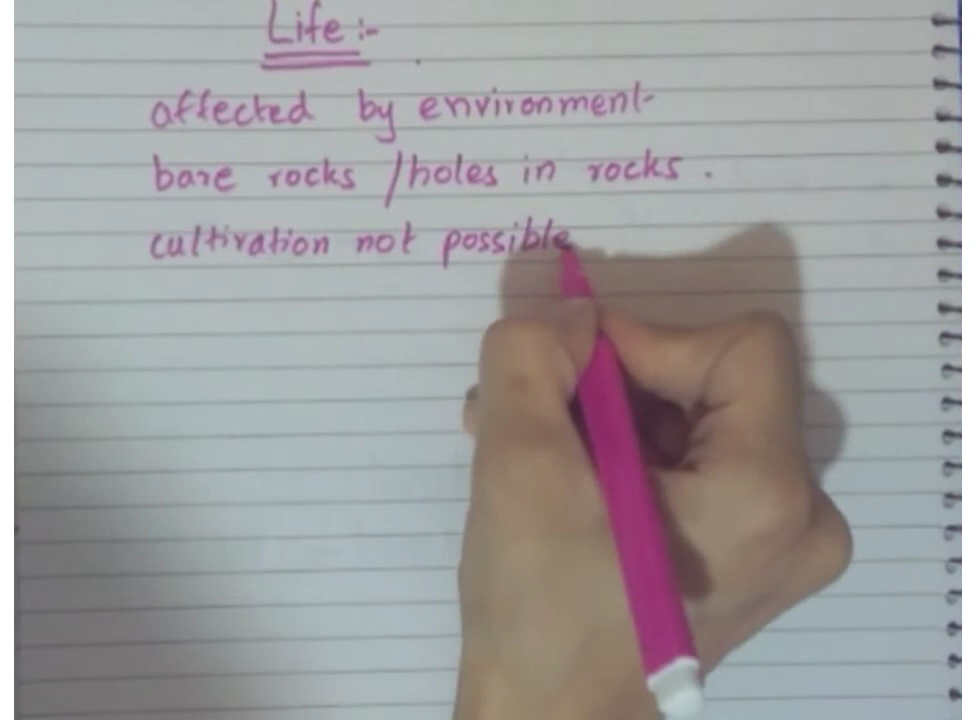 Life :-
affected by environment-
bare rocks / holes in rocks.
cultivation not possible